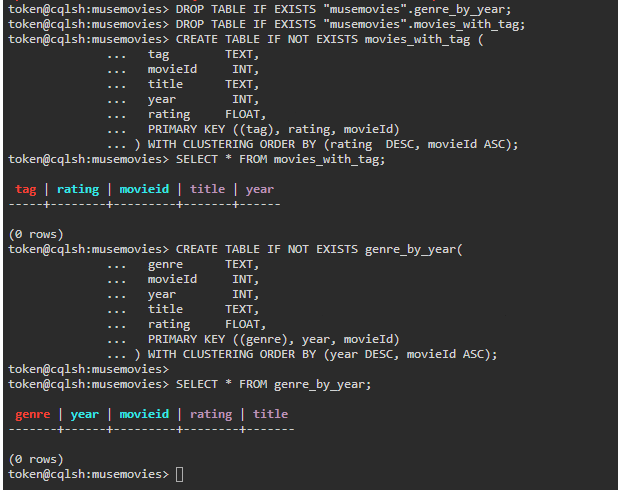 token@cqlsh:musemovies> DROP TABLE IF EXISTS "musemovies".genre_by_year;
token@cqlsh:musemovies> DROP TABLE IF EXISTS "musemovies".movies_with_tag;
token@cqlsh:musemovies> CREATE TABLE IF NOT EXISTS movies_with_tag (
... tag TEXT,
... movieId INT,
... title TEXT,
... year INT,
... rating FLOAT,
... PRIMARY KEY ((tag), rating, movieId)
... ) WITH CLUSTERING ORDER BY (rating DESC, movieId ASC);
token@cqlsh:musemovies> SELECT * FROM movies_with_tag;
tag | rating | movieid | title | year
-----+--------+---------+-------+------
(0 rows)
token@cqlsh:musemovies> CREATE TABLE IF NOT EXISTS genre_by_year(
... genre TEXT,
... movieId INT,
... year INT,
... title TEXT,
... rating FLOAT,
... PRIMARY KEY ((genre), year, movieId)
... ) WITH CLUSTERING ORDER BY (year DESC, movieId ASC);
token@cqlsh:musemovies>
token@cqlsh:musemovies> SELECT * FROM genre_by_year;
genre | year | movieid | rating | title
-------+------+---------+--------+-------
(0 rows)
token@cqlsh:musemovies>